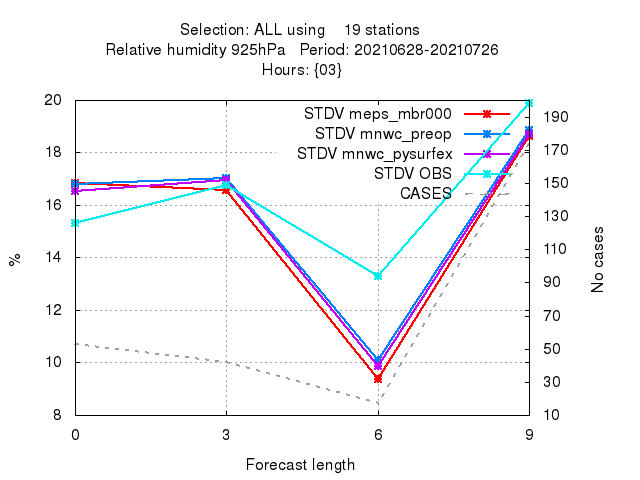 Selection: ALL using    19 stations
Relative humidity 925hPa   Period: 20210628-20210726
Hours: {03}
STDV meps_mbr000
STDV mnwc_preop
STDV mnwc_pysurfex
STDV OBS
CASES
20
18
16
14
12
10
8
%
190
170
150
130
110
90
70
50
30
10
No cases
0 3 6 9
Forecast length